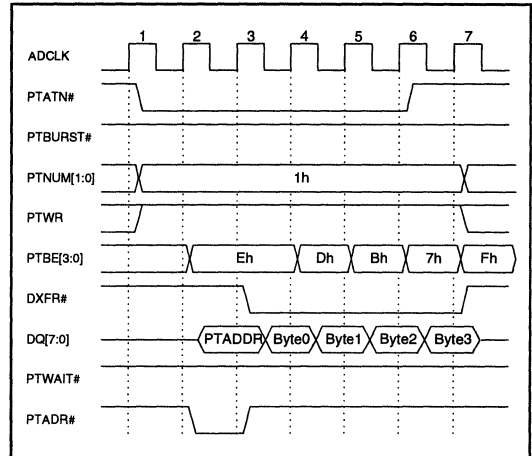 1 2 3 4 5 6 7
ADCLK
PTATN#
PTBURST#
PTNUM[1:0] 1h
PTWR
PTBE[3:0] Eh Dh Bh 7h Fh
DXFR#
DQ[7:0] PTADDR Byte0 Byte1 Byte2 Byte3
PTWAIT#
PTADR#